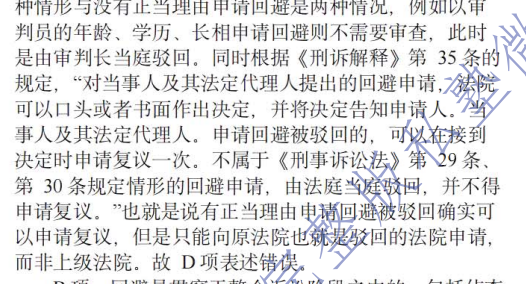 种情形与没有正当理由申请回避是两种情况，例如以审
判员的年龄、学历、长相申请回避则不需要审查，此时
是由审判长当庭驳回。同时根据《刑诉解释》第 35 条的
规定，“对当事人及其法定代理人提出的回避申请，法院
可以口头或者书面作出决定，并将决定告知申请人。当
事人及其法定代理人。申请回避被驳回的，可以在接到
决定时申请复议一次。不属于《刑事诉讼法》第 29 条、
第 30 条规定情形的回避申请，由法庭当庭驳回，并不得
申请复议。”也就是说有正当理由申请回避被驳回确实可
以申请复议，但是只能向原法院也就是驳回的法院申请，
而非上级法院。故 D 项表述错误。